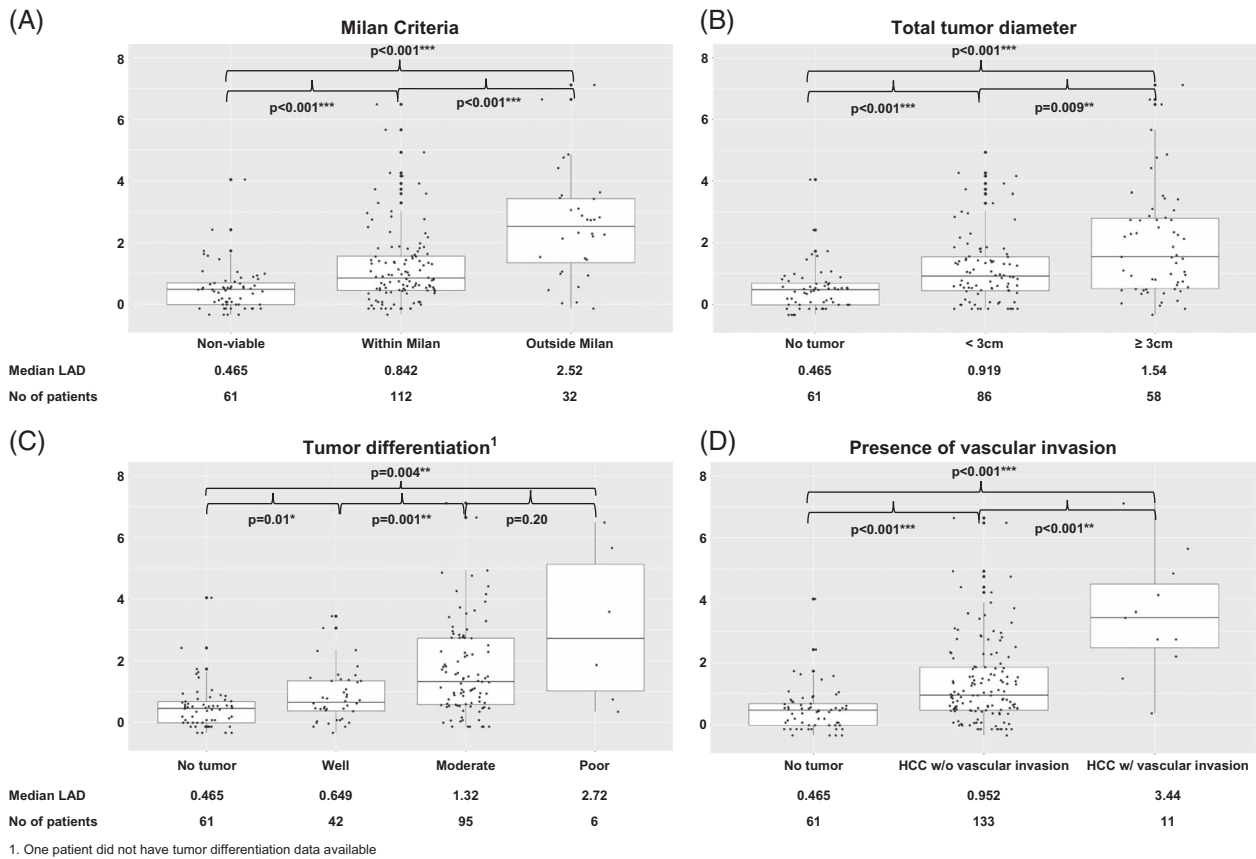 (A)
Milan Criteria
8
6
4
2
0
p<0.001***
p<0.001***
p<0.001***
Non-viable Within Milan Outside Milan
Median LAD 0.465 0.842 2.52
No of patients 61 112 32
(B)
Total tumor diameter
8
6
4
2
0
p<0.001***
p<0.001***
p=0.009**
No tumor < 3cm ≥ 3cm
0.465 0.919 1.54
61 86 58
(C)
Tumor differentiation¹
8
6
4
2
0
p=0.004**
p=0.01*
p=0.001**
p=0.20
No tumor Well Moderate Poor
Median LAD 0.465 0.649 1.32 2.72
No of patients 61 42 95 6
(D)
Presence of vascular invasion
8
6
4
2
0
p<0.001***
p<0.001***
p<0.001**
No tumor HCC w/o vascular invasion HCC w/ vascular invasion
0.465 0.952 3.44
61 133 11
1. One patient did not have tumor differentiation data available